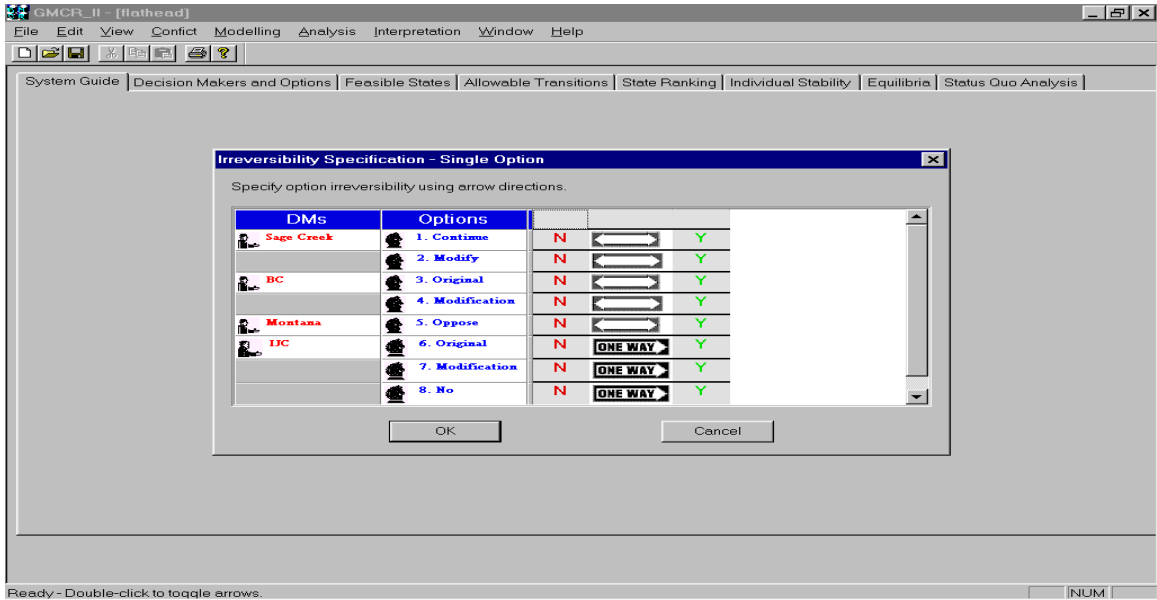 GMCR_II - [flathead]
File Edit View Confict Modelling Analysis Interpretation Window Help
System Guide Decision Makers and Options Feasible States Allowable Transitions State Ranking Individual Stability Equilibria Status Quo Analysis
Irreversibility Specification - Single Option
Specify option irreversibility using arrow directions.
DMs Options
Sage Creek 1. Continue N Y
2. Modify N Y
BC 3. Original N Y
4. Modification N Y
Montana 5. Oppose N Y
IJC 6. Original N ONE WAY Y
7. Modification N ONE WAY Y
8. No N ONE WAY Y
OK Cancel
Ready - Double-click to toggle arrows. NUM